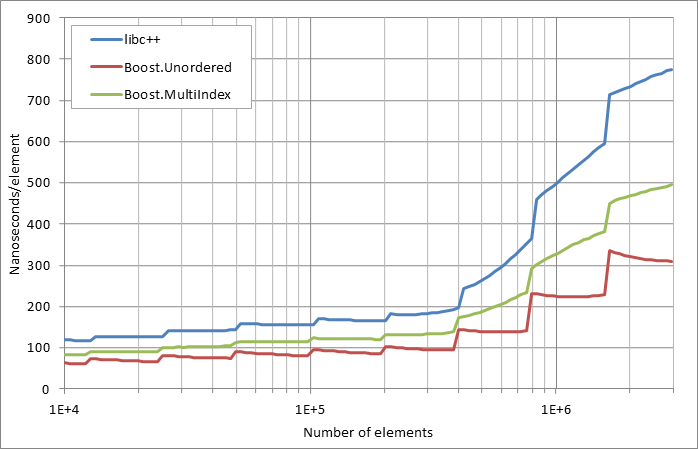 900
800
700
600
500
400
300
200
100
0
Nanoseconds/element
libc++
Boost.Unordered
Boost.MultiIndex
1E+4
1E+5
1E+6
Number of elements